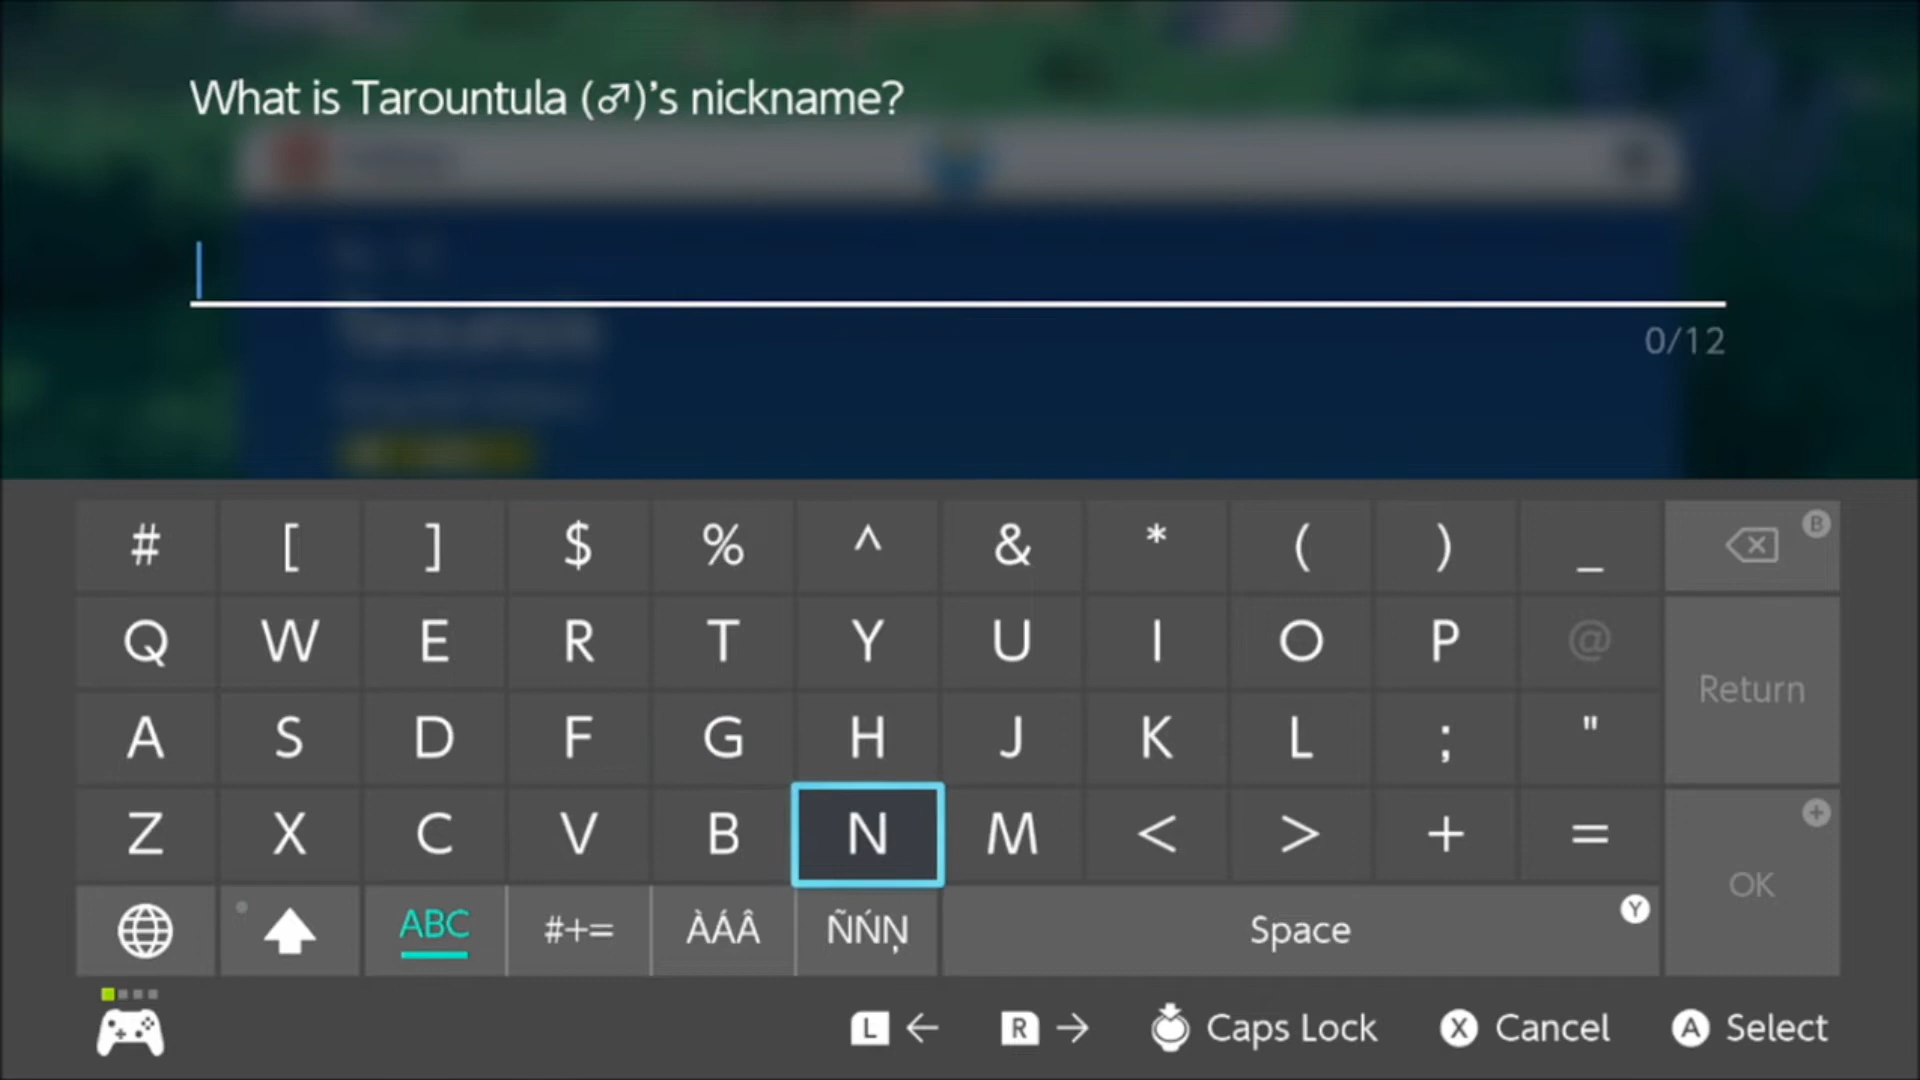 What is Tarountula (♂)'s nickname?
0/12
# [ ] $ % ^ & * ( ) _ B
Q W E R T Y U I O P @ Return
A S D F G H J K L ; "
Z X C V B N M < > + = + OK
ABC #+= ÀÁÂ ÑŃŅ Space Y
L ← R → Caps Lock X Cancel A Select